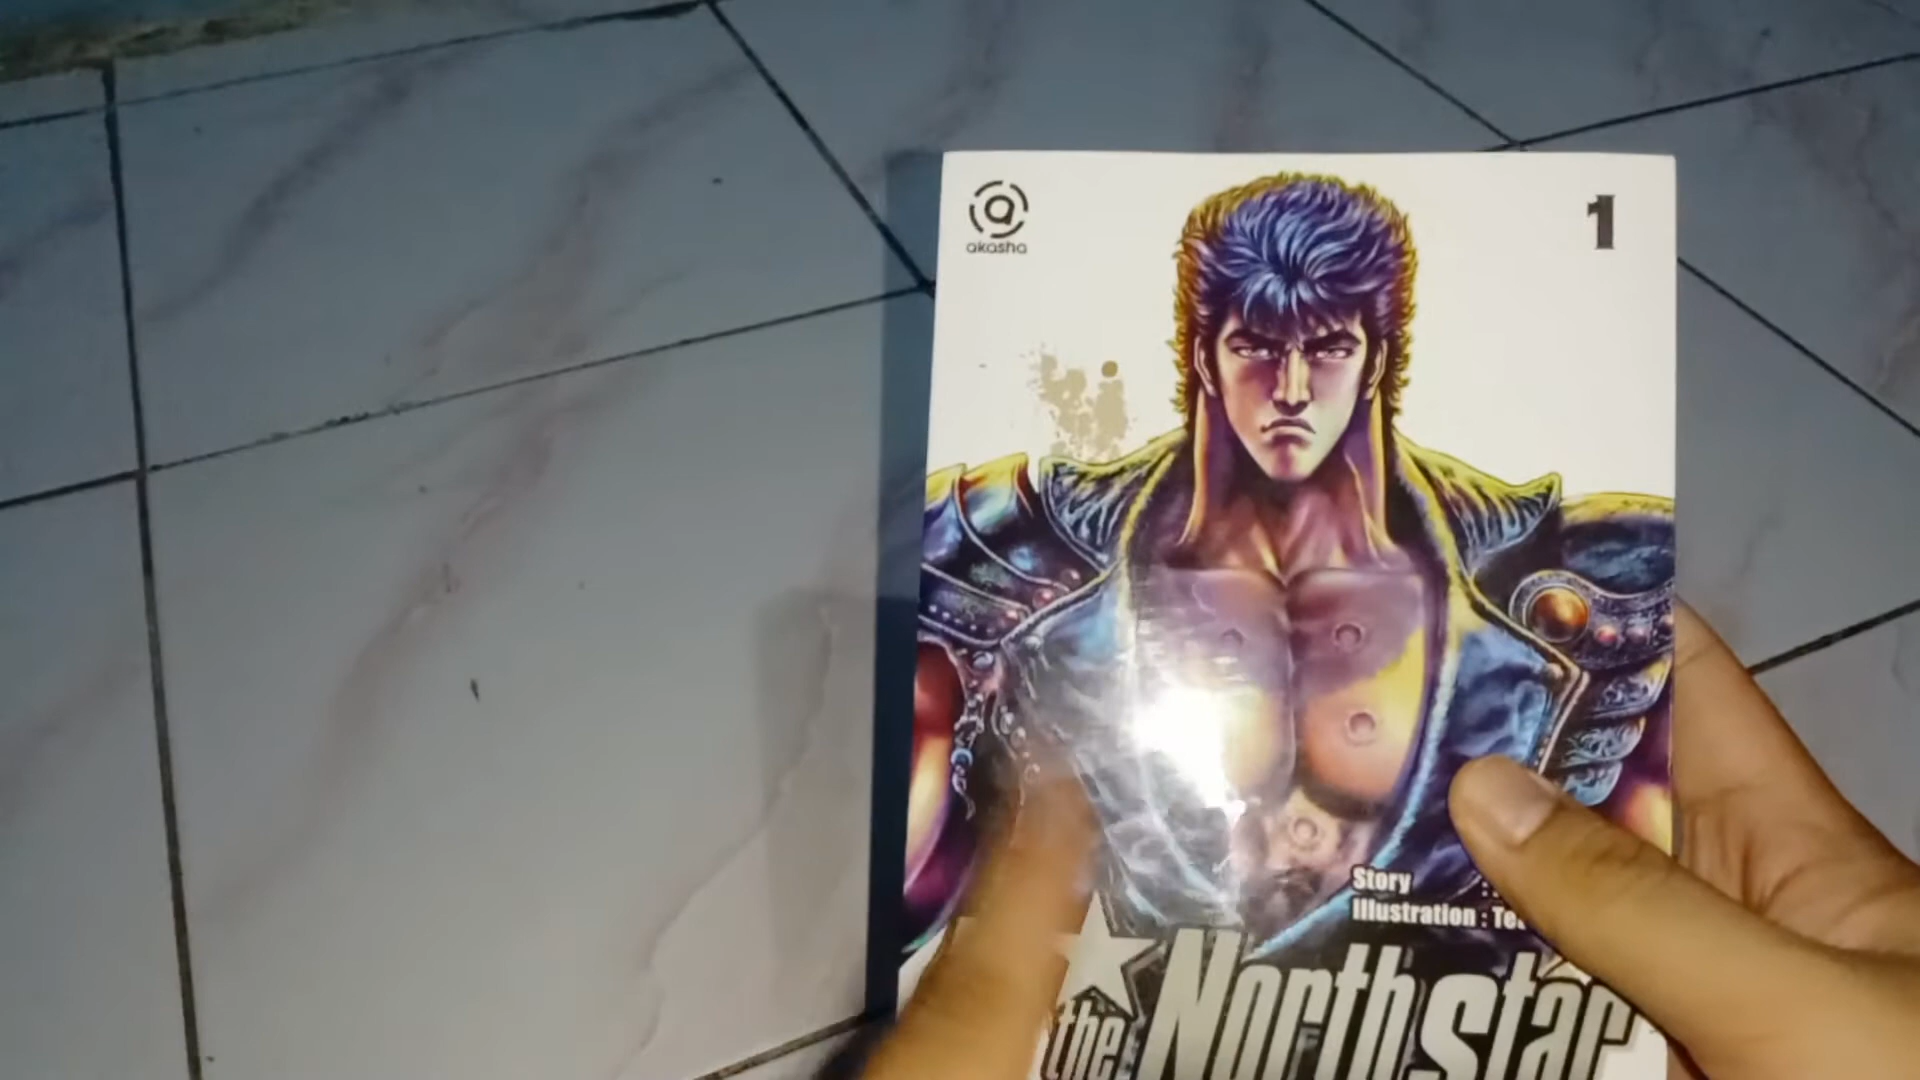 akasha
1
Story :
Illustration : Te
the North star